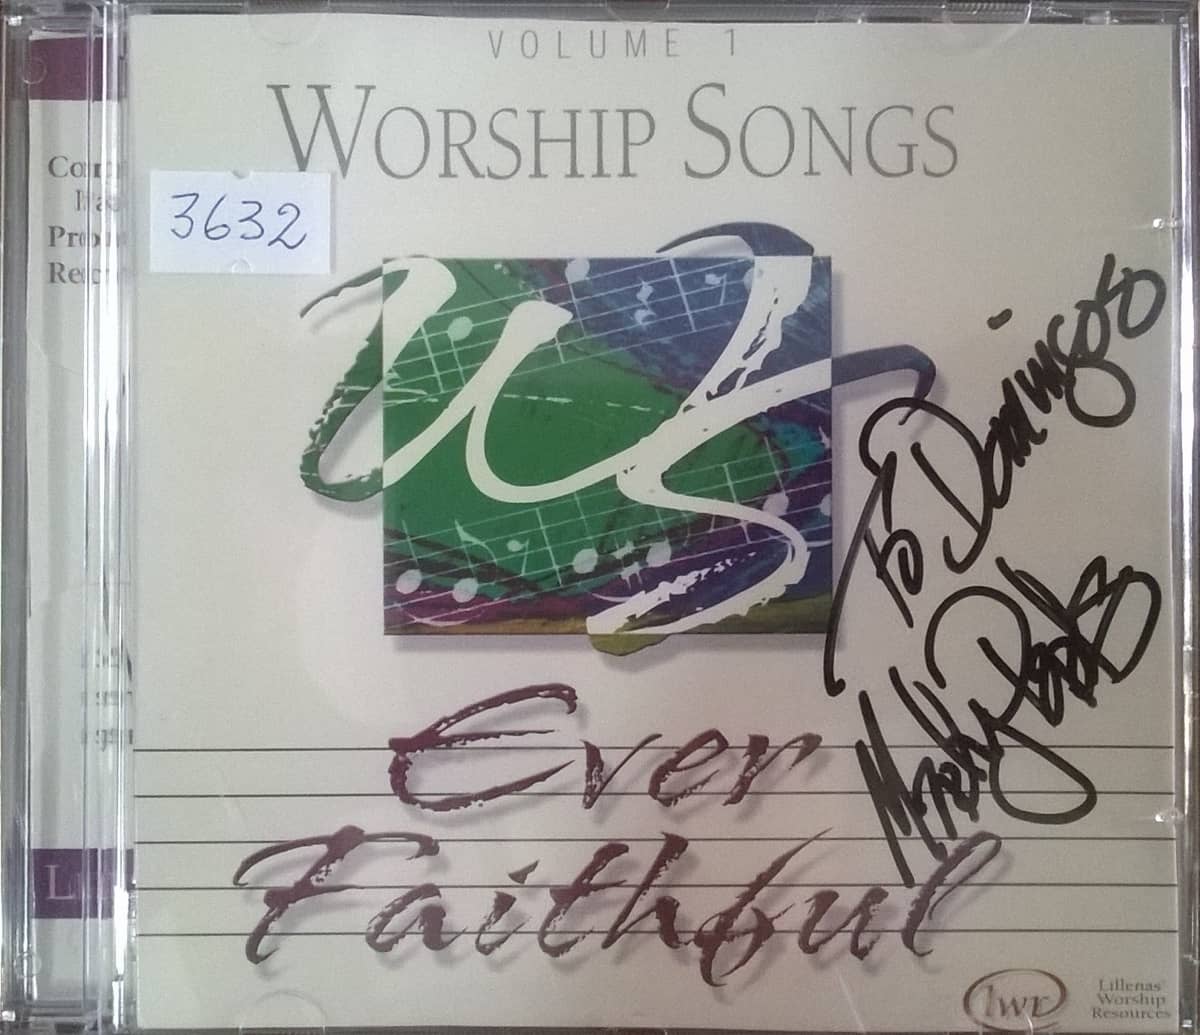 VOLUME 1
WORSHIP SONGS
3632
WS
To Domingo
Ever
Faithful
lwr
Lillenas
Worship
Resources